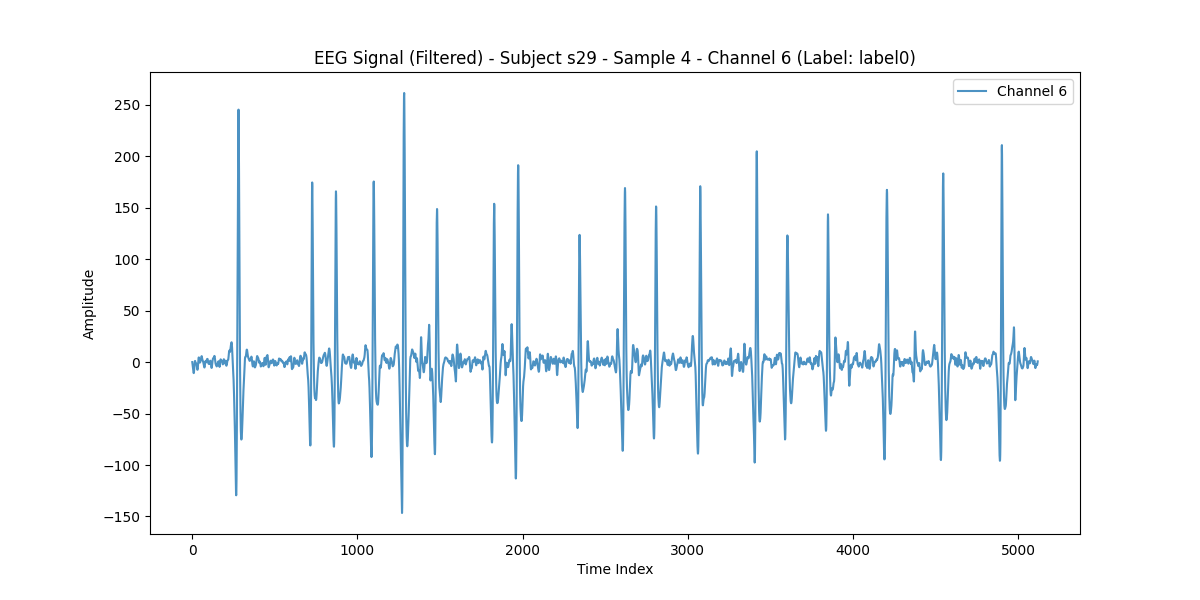 EEG Signal (Filtered) - Subject s29 - Sample 4 - Channel 6 (Label: label0)
Channel 6
250
200
150
100
50
0
−50
−100
−150
Amplitude
0 1000 2000 3000 4000 5000
Time Index